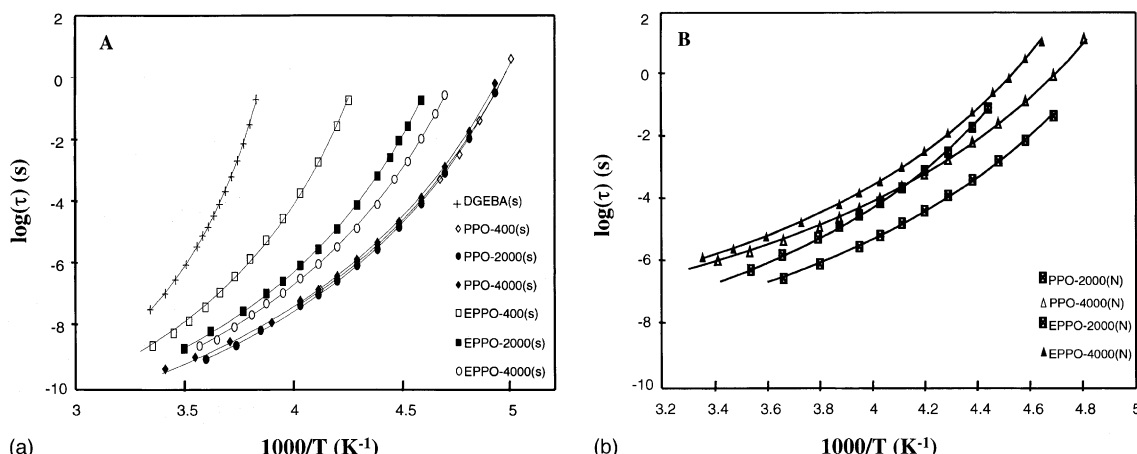 A
2
0
-2
-4
-6
-8
-10
log(τ) (s)
3
3.5
4
4.5
5
1000/T (K-1)
DGEBA(s)
PPO-400(s)
PPO-2000(s)
PPO-4000(s)
EPPO-400(s)
EPPO-2000(s)
EPPO-4000(s)
(a)
B
2
0
-2
-4
-6
-8
-10
log(τ) (s)
3.2
3.4
3.6
3.8
4
4.2
4.4
4.6
4.8
5
1000/T (K-1)
PPO-2000(N)
PPO-4000(N)
EPPO-2000(N)
EPPO-4000(N)
(b)